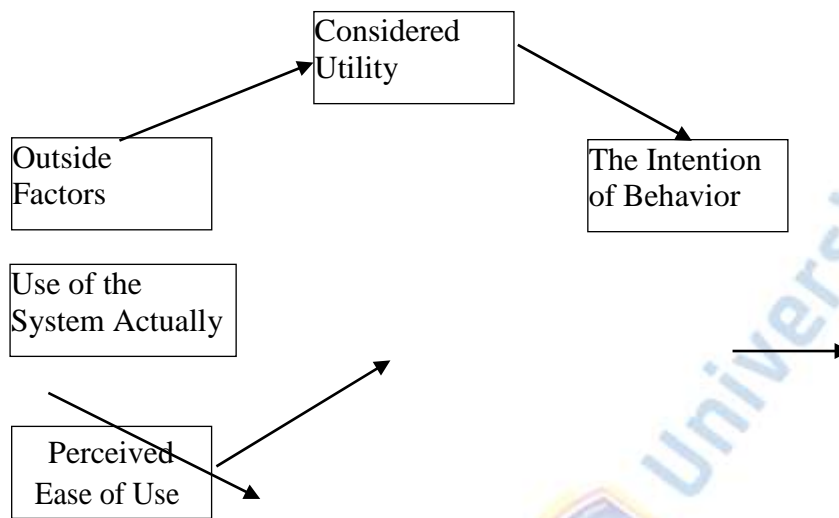 Considered
Utility
Outside
Factors
The Intention
of Behavior
Use of the
System Actually
Perceived
Ease of Use